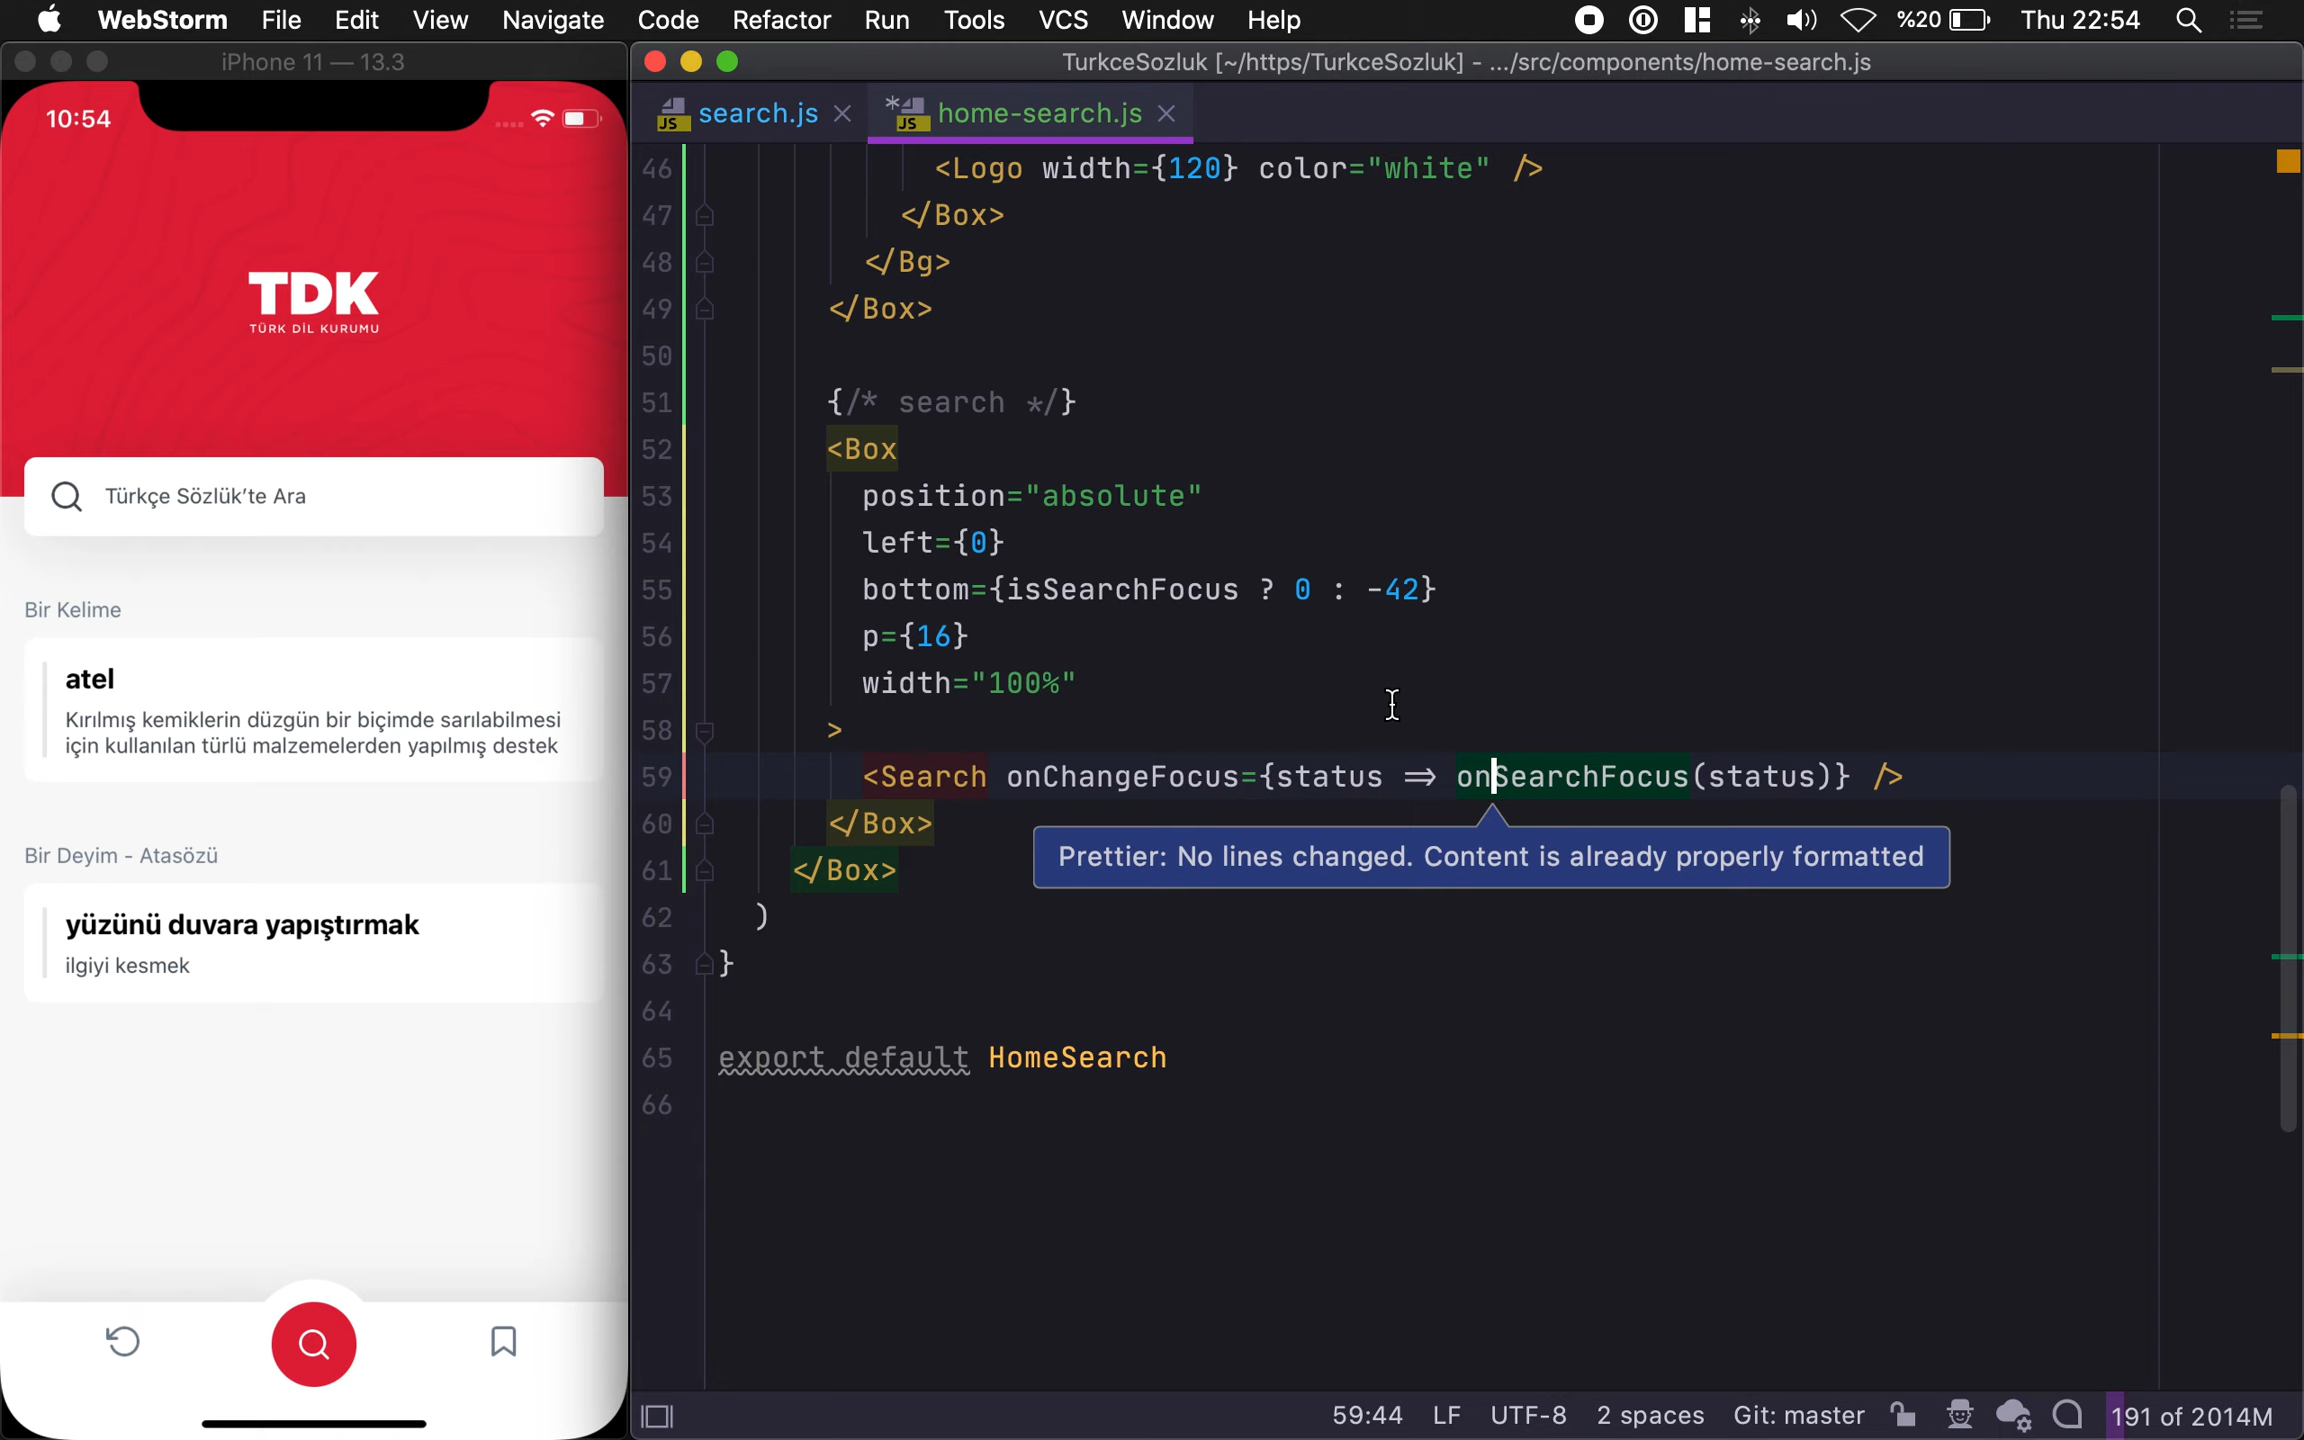 WebStorm File Edit View Navigate Code Refactor Run Tools VCS Window Help %20 Thu 22:54
iPhone 11 — 13.3
10:54
TDK
TÜRK DİL KURUMU
Türkçe Sözlük’te Ara
Bir Kelime
atel
Kırılmış kemiklerin düzgün bir biçimde sarılabilmesi
için kullanılan türlü malzemelerden yapılmış destek
Bir Deyim - Atasözü
yüzünü duvara yapıştırmak
ilgiyi kesmek
TurkceSozluk [~/https/TurkceSozluk] - .../src/components/home-search.js
JS search.js * JS home-search.js
46 <Logo width={120} color="white" />
47 </Box>
48 </Bg>
49 </Box>
50
51 {/* search */}
52 <Box
53 position="absolute"
54 left={0}
55 bottom={isSearchFocus ? 0 : -42}
56 p={16}
57 width="100%"
58 >
59 <Search onChangeFocus={status => onSearchFocus(status)} />
60 </Box>
Prettier: No lines changed. Content is already properly formatted
61 </Box>
62 )
63 }
64
65 export default HomeSearch
66
59:44 LF UTF-8 2 spaces Git: master 191 of 2014M